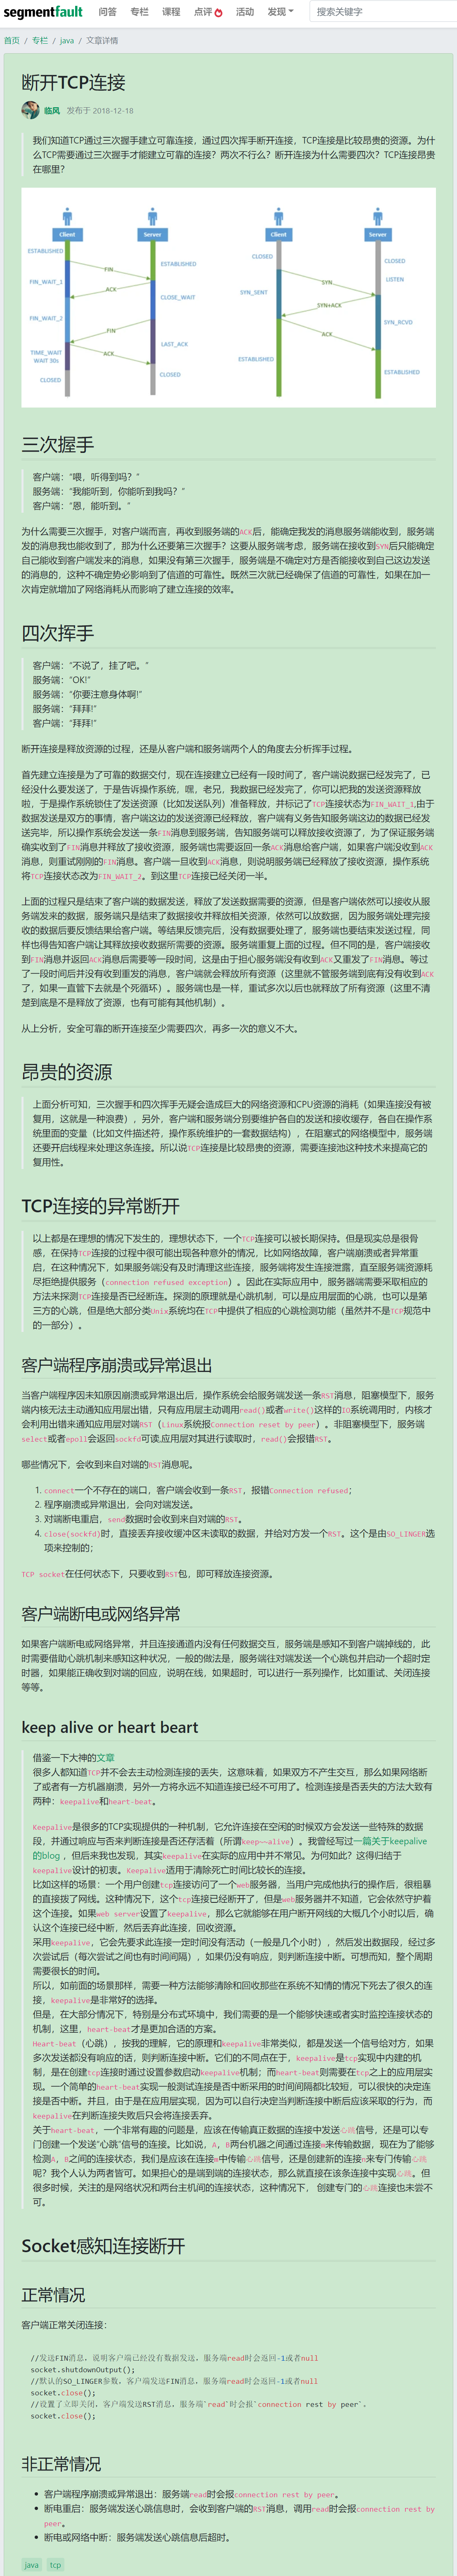 segmentfault 问答 专栏 课程 点评 活动 发现 搜索关键字
首页 / 专栏 / java / 文章详情
断开TCP连接
临风 发布于 2018-12-18
我们知道TCP通过三次握手建立可靠连接，通过四次挥手断开连接，TCP连接是比较昂贵的资源。为什
么TCP需要通过三次握手才能建立可靠的连接？两次不行么？断开连接为什么需要四次？TCP连接昂贵
在哪里？
Client Server Client Server
ESTABLISHED
FIN
ESTABLISHED
FIN_WAIT_1
ACK
CLOSE_WAIT
FIN_WAIT_2
FIN
LAST_ACK
TIME_WAIT
WAIT 30s
ACK
CLOSED
CLOSED
CLOSED
CLOSED
LISTEN
SYN
SYN_SENT
SYN+ACK
SYN_RCVD
ACK
ESTABLISHED
ESTABLISHED
三次握手
客户端：“喂，听得到吗？”
服务端：“我能听到，你能听到我吗？”
客户端：“恩，能听到。”
为什么需要三次握手，对客户端而言，再收到服务端的ACK后，能确定我发的消息服务端能收到，服务端
发的消息我也能收到了，那为什么还要第三次握手？这要从服务端考虑，服务端在接收到SYN后只能确定
自己能收到客户端发来的消息，如果没有第三次握手，服务端是不确定对方是否能接收到自己这边发送
的消息的，这种不确定势必影响到了信道的可靠性。既然三次就已经确保了信道的可靠性，如果在加一
次肯定就增加了网络消耗从而影响了建立连接的效率。
四次挥手
客户端：“不说了，挂了吧。”
服务端：“OK!”
服务端：“你要注意身体啊!”
服务端：“拜拜!”
客户端：“拜拜!”
断开连接是释放资源的过程，还是从客户端和服务端两个人的角度去分析挥手过程。
首先建立连接是为了可靠的数据交付，现在连接建立已经有一段时间了，客户端说数据已经发完了，已
经没什么要发送了，于是告诉操作系统，嘿，老兄，我数据已经发完了，你可以把我的发送资源释放
啦，于是操作系统锁住了发送资源（比如发送队列）准备释放，并标记了TCP连接状态为FIN_WAIT_1,由于
数据发送是双方的事情，客户端这边的发送资源已经释放，客户端有义务告知服务端这边的数据已经发
送完毕，所以操作系统会发送一条FIN消息到服务端，告知服务端可以释放接收资源了，为了保证服务端
确实收到了FIN消息并释放了接收资源，服务端也需要返回一条ACK消息给客户端，如果客户端没收到ACK
消息，则重试刚刚的FIN消息。客户端一旦收到ACK消息，则说明服务端已经释放了接收资源，操作系统
将TCP连接状态改为FIN_WAIT_2。到这里TCP连接已经关闭一半。
上面的过程只是结束了客户端的数据发送，释放了发送数据需要的资源，但是客户端依然可以接收从服
务端发来的数据，服务端只是结束了数据接收并释放相关资源，依然可以放数据，因为服务端处理完接
收的数据后要反馈结果给客户端。等结果反馈完后，没有数据要处理了，服务端也要结束发送过程，同
样也得告知客户端让其释放接收数据所需要的资源。服务端重复上面的过程。但不同的是，客户端接收
到FIN消息并返回ACK消息后需要等一段时间，这是由于担心服务端没有收到ACK又重发了FIN消息。等过
了一段时间后并没有收到重发的消息，客户端就会释放所有资源（这里就不管服务端到底有没有收到ACK
了，如果一直管下去就是个死循环）。服务端也是一样，重试多次以后也就释放了所有资源（这里不清
楚到底是不是释放了资源，也有可能有其他机制）。
从上分析，安全可靠的断开连接至少需要四次，再多一次的意义不大。
昂贵的资源
上面分析可知，三次握手和四次挥手无疑会造成巨大的网络资源和CPU资源的消耗（如果连接没有被
复用，这就是一种浪费），另外，客户端和服务端分别要维护各自的发送和接收缓存，各自在操作系
统里面的变量（比如文件描述符，操作系统维护的一套数据结构），在阻塞式的网络模型中，服务端
还要开启线程来处理这条连接。所以说TCP连接是比较昂贵的资源，需要连接池这种技术来提高它的
复用性。
TCP连接的异常断开
以上都是在理想的情况下发生的，理想状态下，一个TCP连接可以被长期保持。但是现实总是很骨
感，在保持TCP连接的过程中很可能出现各种意外的情况，比如网络故障，客户端崩溃或者异常重
启，在这种情况下，如果服务端没有及时清理这些连接，服务端将发生连接泄露，直至服务端资源耗
尽拒绝提供服务（connection refused exception）。因此在实际应用中，服务器端需要采取相应的
方法来探测TCP连接是否已经断连。探测的原理就是心跳机制，可以是应用层面的心跳，也可以是第
三方的心跳，但是绝大部分类Unix系统均在TCP中提供了相应的心跳检测功能（虽然并不是TCP规范中
的一部分）。
客户端程序崩溃或异常退出
当客户端程序因未知原因崩溃或异常退出后，操作系统会给服务端发送一条RST消息，阻塞模型下，服务
端内核无法主动通知应用层出错，只有应用层主动调用read()或者write()这样的IO系统调用时，内核才
会利用出错来通知应用层对端RST（Linux系统报Connection reset by peer）。非阻塞模型下，服务端
select或者epoll会返回sockfd可读,应用层对其进行读取时，read()会报错RST。
哪些情况下，会收到来自对端的RST消息呢。
1. connect一个不存在的端口，客户端会收到一条RST，报错Connection refused；
2. 程序崩溃或异常退出，会向对端发送。
3. 对端断电重启，send数据时会收到来自对端的RST。
4. close(sockfd)时，直接丢弃接收缓冲区未读取的数据，并给对方发一个RST。这个是由SO_LINGER选
项来控制的；
TCP socket在任何状态下，只要收到RST包，即可释放连接资源。
客户端断电或网络异常
如果客户端断电或网络异常，并且连接通道内没有任何数据交互，服务端是感知不到客户端掉线的，此
时需要借助心跳机制来感知这种状况，一般的做法是，服务端往对端发送一个心跳包并启动一个超时定
时器，如果能正确收到对端的回应，说明在线，如果超时，可以进行一系列操作，比如重试、关闭连接
等等。
keep alive or heart beart
借鉴一下大神的文章
很多人都知道TCP并不会去主动检测连接的丢失，这意味着，如果双方不产生交互，那么如果网络断
了或者有一方机器崩溃，另外一方将永远不知道连接已经不可用了。检测连接是否丢失的方法大致有
两种：keepalive和heart-beat。
Keepalive是很多的TCP实现提供的一种机制，它允许连接在空闲的时候双方会发送一些特殊的数据
段，并通过响应与否来判断连接是否还存活着（所谓keep~~alive）。我曾经写过一篇关于keepalive
的blog ，但后来我也发现，其实keepalive在实际的应用中并不常见。为何如此？这得归结于
keepalive设计的初衷。Keepalive适用于清除死亡时间比较长的连接。
比如这样的场景：一个用户创建tcp连接访问了一个web服务器，当用户完成他执行的操作后，很粗暴
的直接拨了网线。这种情况下，这个tcp连接已经断开了，但是web服务器并不知道，它会依然守护着
这个连接。如果web server设置了keepalive，那么它就能够在用户断开网线的大概几个小时以后，确
认这个连接已经中断，然后丢弃此连接，回收资源。
采用keepalive，它会先要求此连接一定时间没有活动（一般是几个小时），然后发出数据段，经过多
次尝试后（每次尝试之间也有时间间隔），如果仍没有响应，则判断连接中断。可想而知，整个周期
需要很长的时间。
所以，如前面的场景那样，需要一种方法能够清除和回收那些在系统不知情的情况下死去了很久的连
接，keepalive是非常好的选择。
但是，在大部分情况下，特别是分布式环境中，我们需要的是一个能够快速或者实时监控连接状态的
机制，这里，heart-beat才是更加合适的方案。
Heart-beat（心跳），按我的理解，它的原理和keepalive非常类似，都是发送一个信号给对方，如果
多次发送都没有响应的话，则判断连接中断。它们的不同点在于，keepalive是tcp实现中内建的机
制，是在创建tcp连接时通过设置参数启动keepalive机制；而heart-beat则需要在tcp之上的应用层实
现。一个简单的heart-beat实现一般测试连接是否中断采用的时间间隔都比较短，可以很快的决定连
接是否中断。并且，由于是在应用层实现，因为可以自行决定当判断连接中断后应该采取的行为，而
keepalive在判断连接失败后只会将连接丢弃。
关于heart-beat，一个非常有趣的问题是，应该在传输真正数据的连接中发送心跳信号，还是可以专
门创建一个发送“心跳”信号的连接。比如说，A，B两台机器之间通过连接m来传输数据，现在为了能够
检测A，B之间的连接状态，我们是应该在连接m中传输心跳信号，还是创建新的连接n来专门传输心跳
呢？我个人认为两者皆可。如果担心的是端到端的连接状态，那么就直接在该条连接中实现心跳。但
很多时候，关注的是网络状况和两台主机间的连接状态，这种情况下， 创建专门的心跳连接也未尝不
可。
Socket感知连接断开
正常情况
客户端正常关闭连接：
//发送FIN消息，说明客户端已经没有数据发送，服务端read时会返回-1或者null
socket.shutdownOutput();
//默认的SO_LINGER参数，客户端发送FIN消息，服务端read时会返回-1或者null
socket.close();
//设置了立即关闭，客户端发送RST消息，服务端`read`时会报`connection rest by peer`。
socket.close();
非正常情况
客户端程序崩溃或异常退出：服务端read时会报connection rest by peer。
断电重启：服务端发送心跳信息时，会收到客户端的RST消息，调用read时会报connection rest by
peer。
断电或网络中断：服务端发送心跳信息后超时。
java tcp